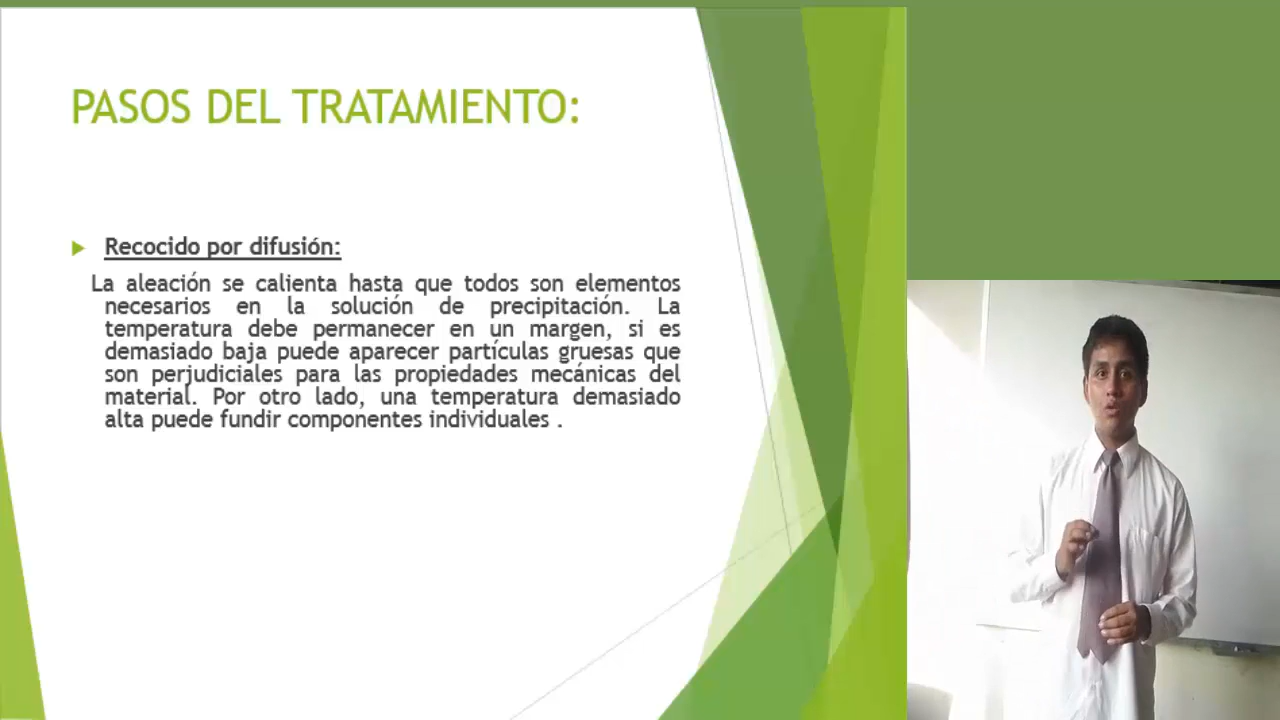 PASOS DEL TRATAMIENTO:
Recocido por difusión:
La aleación se calienta hasta que todos son elementos
necesarios en la solución de precipitación. La
temperatura debe permanecer en un margen, si es
demasiado baja puede aparecer partículas gruesas que
son perjudiciales para las propiedades mecánicas del
material. Por otro lado, una temperatura demasiado
alta puede fundir componentes individuales .